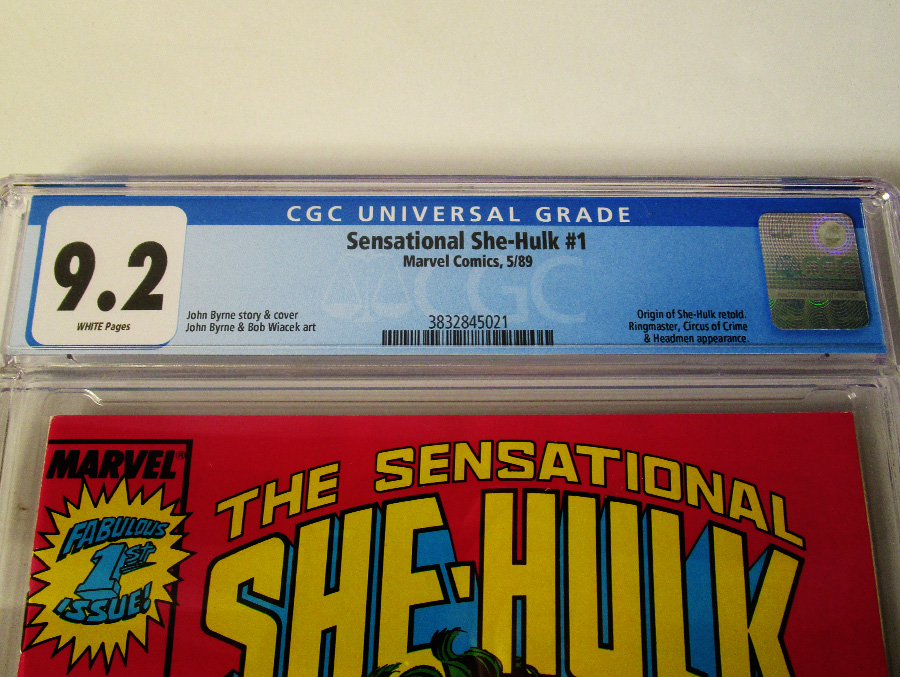 CGC UNIVERSAL GRADE
9.2
WHITE Pages
Sensational She-Hulk #1
Marvel Comics, 5/89
CGC
John Byrne story & cover
John Byrne & Bob Wiacek art
3832845021
Origin of She-Hulk retold.
Ringmaster, Circus of Crime
& Headmen appearance.
MARVEL®
FABULOUS
1ST
ISSUE!
THE SENSATIONAL
SHE-HULK